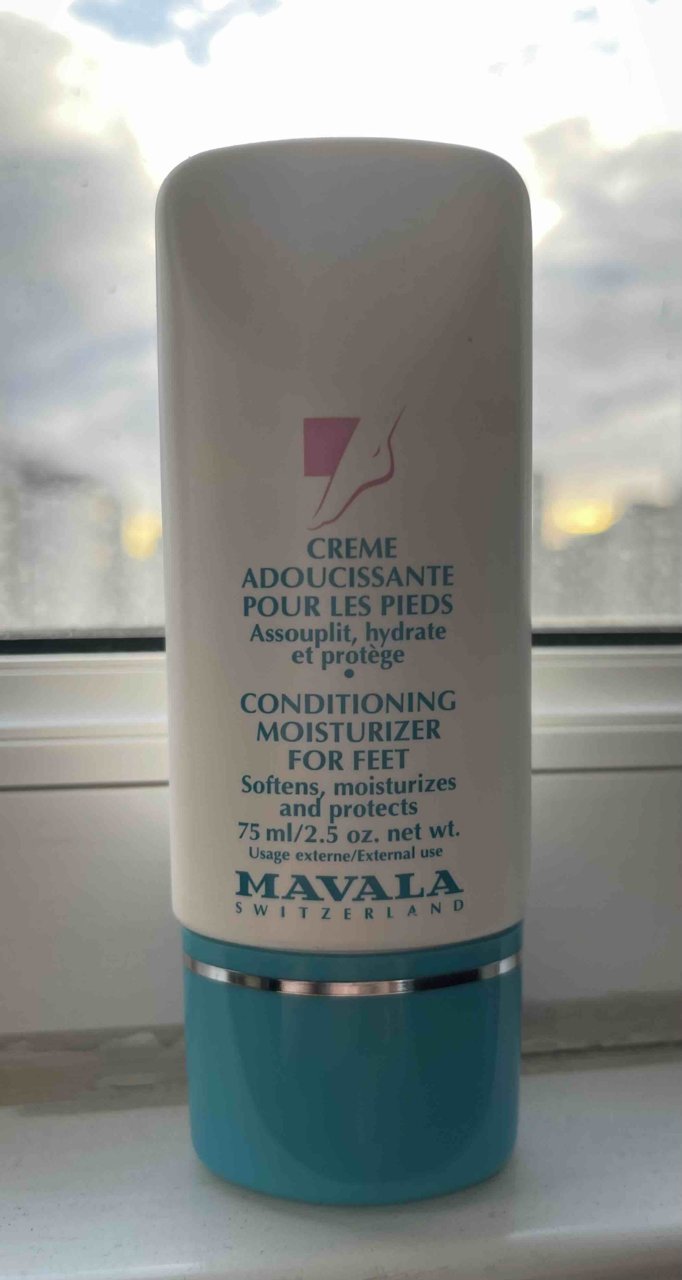 CREME
ADOUCISSANTE
POUR LES PIEDS
Assouplit, hydrate
et protège
•
CONDITIONING
MOISTURIZER
FOR FEET
Softens, moisturizes
and protects
75 ml/2.5 oz. net wt.
Usage externe/External use
MAVALA
SWITZERLAND